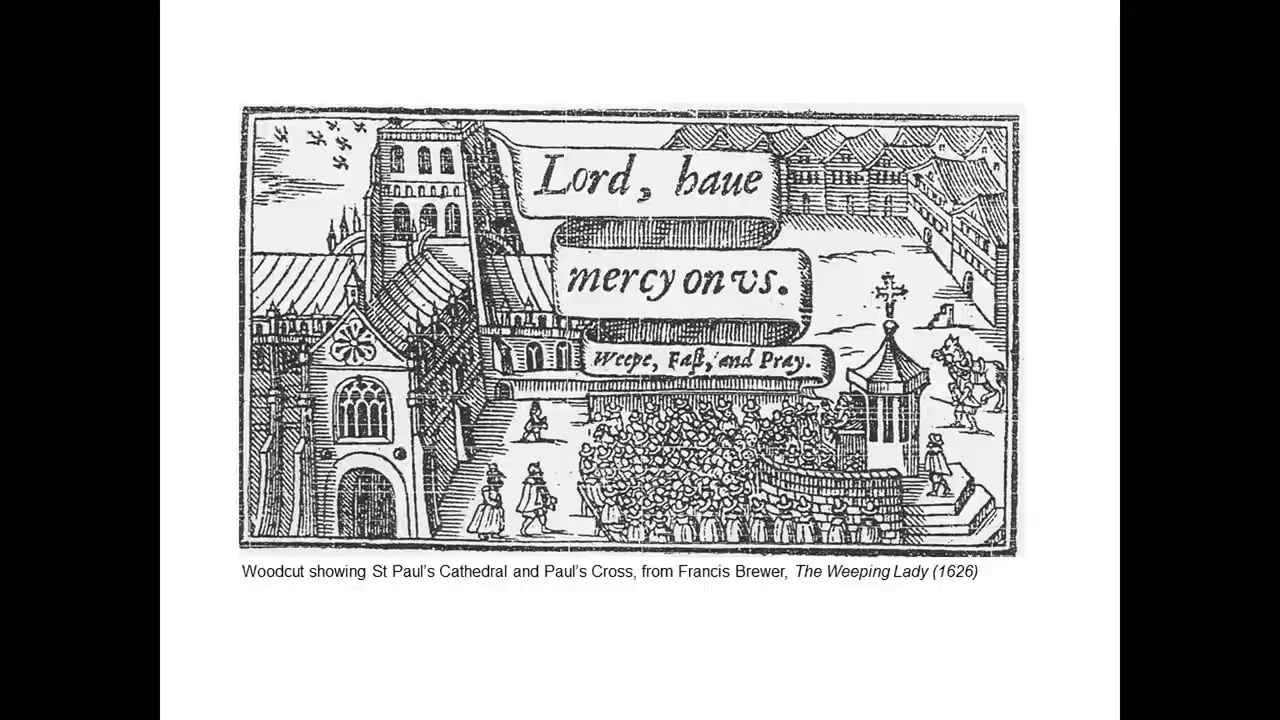 Lord, haue
mercy on vs.
Weepe, Faſt, and Pray.
Woodcut showing St Paul's Cathedral and Paul's Cross, from Francis Brewer, The Weeping Lady (1626)